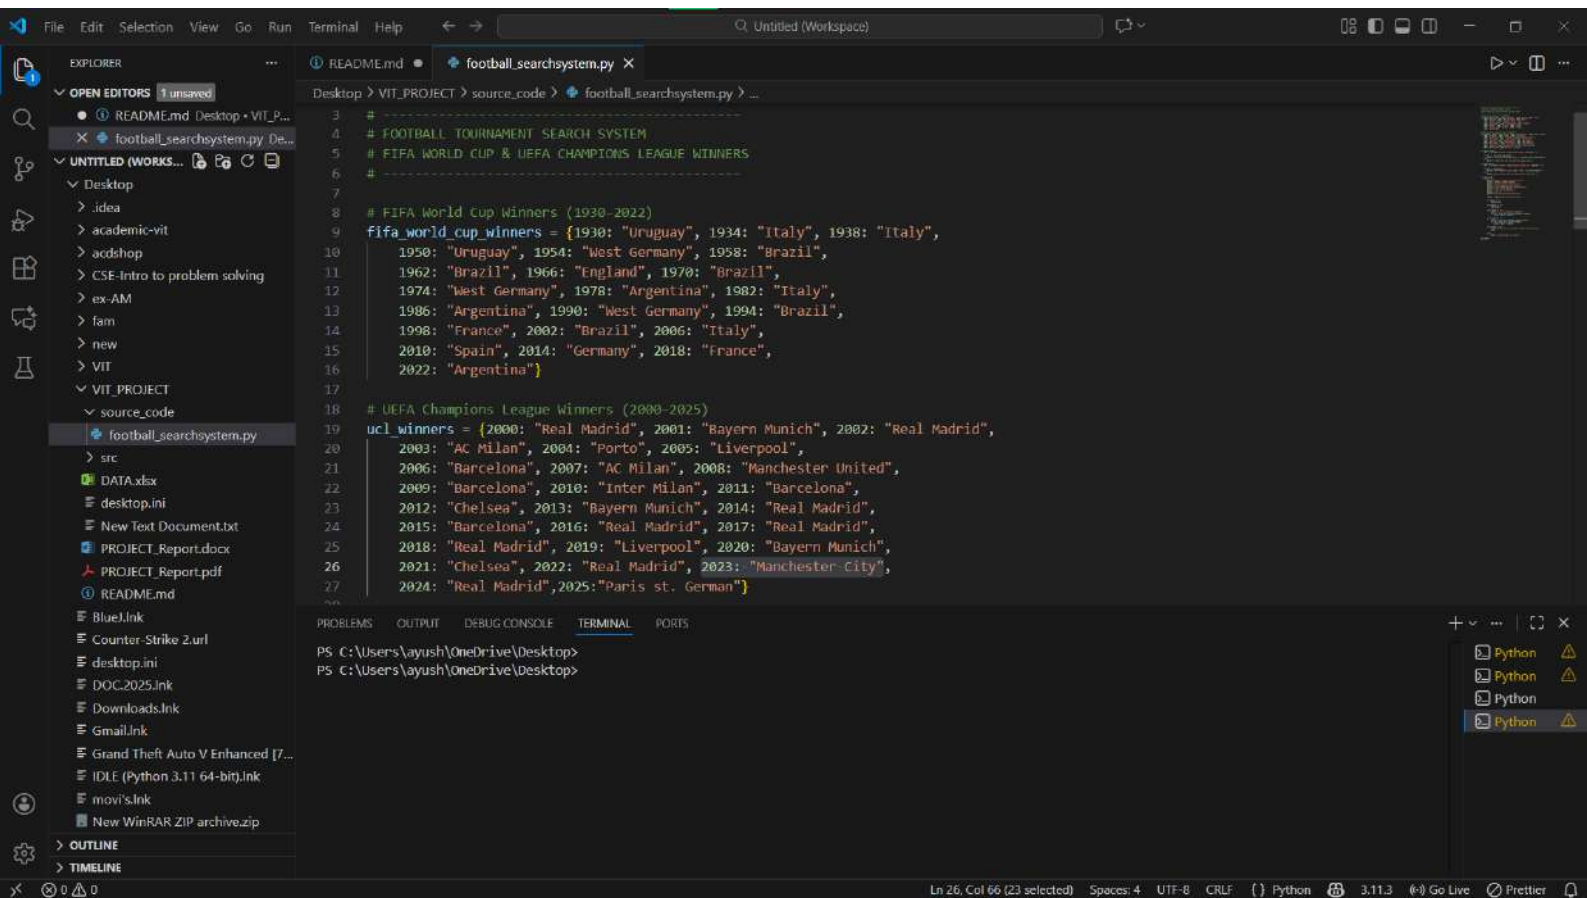 File Edit Selection View Go Run Terminal Help
Untitled (Workspace)
EXPLORER
OPEN EDITORS 1 unsaved
README.md Desktop • VIT_P...
football_searchsystem.py De...
UNTITLED (WORKS...
Desktop
.idea
academic-vit
acdshop
CSE-Intro to problem solving
ex-AM
fam
new
VIT
VIT_PROJECT
source_code
football_searchsystem.py
src
DATA.xlsx
desktop.ini
New Text Document.txt
PROJECT_Report.docx
PROJECT_Report.pdf
README.md
BlueJ.lnk
Counter-Strike 2.url
desktop.ini
DOC.2025.lnk
Downloads.lnk
Gmail.lnk
Grand Theft Auto V Enhanced [7...
IDLE (Python 3.11 64-bit).lnk
movi's.lnk
New WinRAR ZIP archive.zip
OUTLINE
TIMELINE
README.md
football_searchsystem.py
Desktop > VIT_PROJECT > source_code > football_searchsystem.py > ...
3 # ---------------------------------------------
4 # FOOTBALL TOURNAMENT SEARCH SYSTEM
5 # FIFA WORLD CUP & UEFA CHAMPIONS LEAGUE WINNERS
6 # ---------------------------------------------
7
8 # FIFA World Cup Winners (1930-2022)
9 fifa_world_cup_winners = {1930: "Uruguay", 1934: "Italy", 1938: "Italy",
10 1950: "Uruguay", 1954: "West Germany", 1958: "Brazil",
11 1962: "Brazil", 1966: "England", 1970: "Brazil",
12 1974: "West Germany", 1978: "Argentina", 1982: "Italy",
13 1986: "Argentina", 1990: "West Germany", 1994: "Brazil",
14 1998: "France", 2002: "Brazil", 2006: "Italy",
15 2010: "Spain", 2014: "Germany", 2018: "France",
16 2022: "Argentina"}
17
18 # UEFA Champions League Winners (2000-2025)
19 ucl_winners = {2000: "Real Madrid", 2001: "Bayern Munich", 2002: "Real Madrid",
20 2003: "AC Milan", 2004: "Porto", 2005: "Liverpool",
21 2006: "Barcelona", 2007: "AC Milan", 2008: "Manchester United",
22 2009: "Barcelona", 2010: "Inter Milan", 2011: "Barcelona",
23 2012: "Chelsea", 2013: "Bayern Munich", 2014: "Real Madrid",
24 2015: "Barcelona", 2016: "Real Madrid", 2017: "Real Madrid",
25 2018: "Real Madrid", 2019: "Liverpool", 2020: "Bayern Munich",
26 2021: "Chelsea", 2022: "Real Madrid", 2023: "Manchester City",
27 2024: "Real Madrid",2025:"Paris st. German"}
PROBLEMS OUTPUT DEBUG CONSOLE TERMINAL PORTS
PS C:\Users\ayush\OneDrive\Desktop>
PS C:\Users\ayush\OneDrive\Desktop>
Python
Python
Python
Python
0 0
Ln 26, Col 66 (23 selected) Spaces: 4 UTF-8 CRLF { } Python 3.11.3 Go Live Prettier